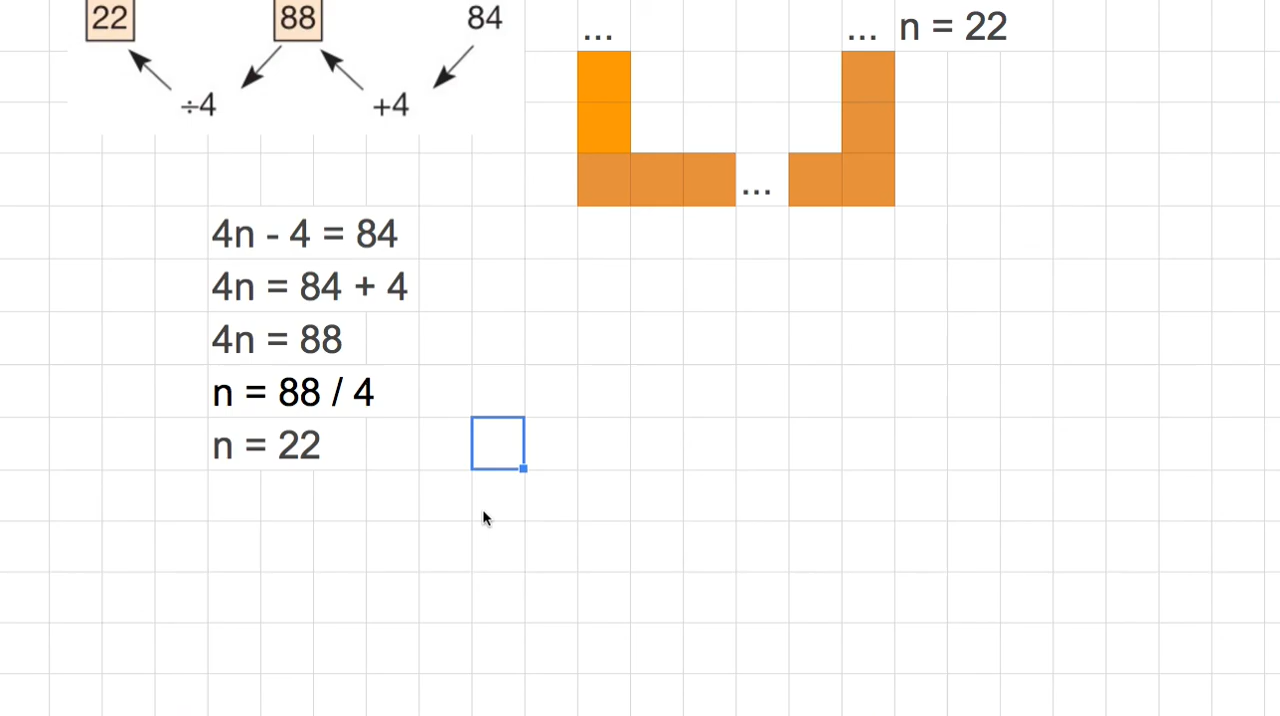 22 88 84
÷4 +4
... ... n = 22
...
4n - 4 = 84
4n = 84 + 4
4n = 88
n = 88 / 4
n = 22